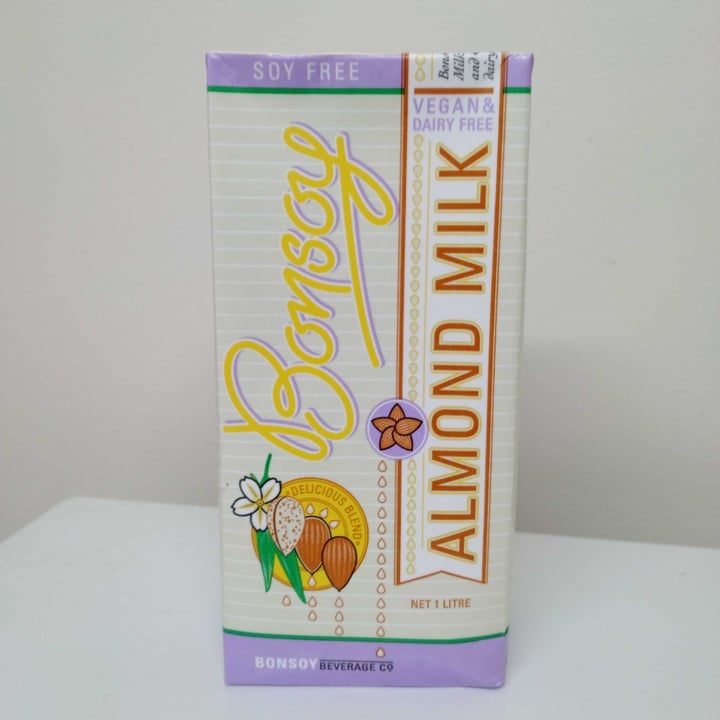 SOY FREE
Bonsoy
VEGAN &
DAIRY FREE
ALMOND MILK
DELICIOUS BLEND
NET 1 LITRE
BONSOY BEVERAGE CO